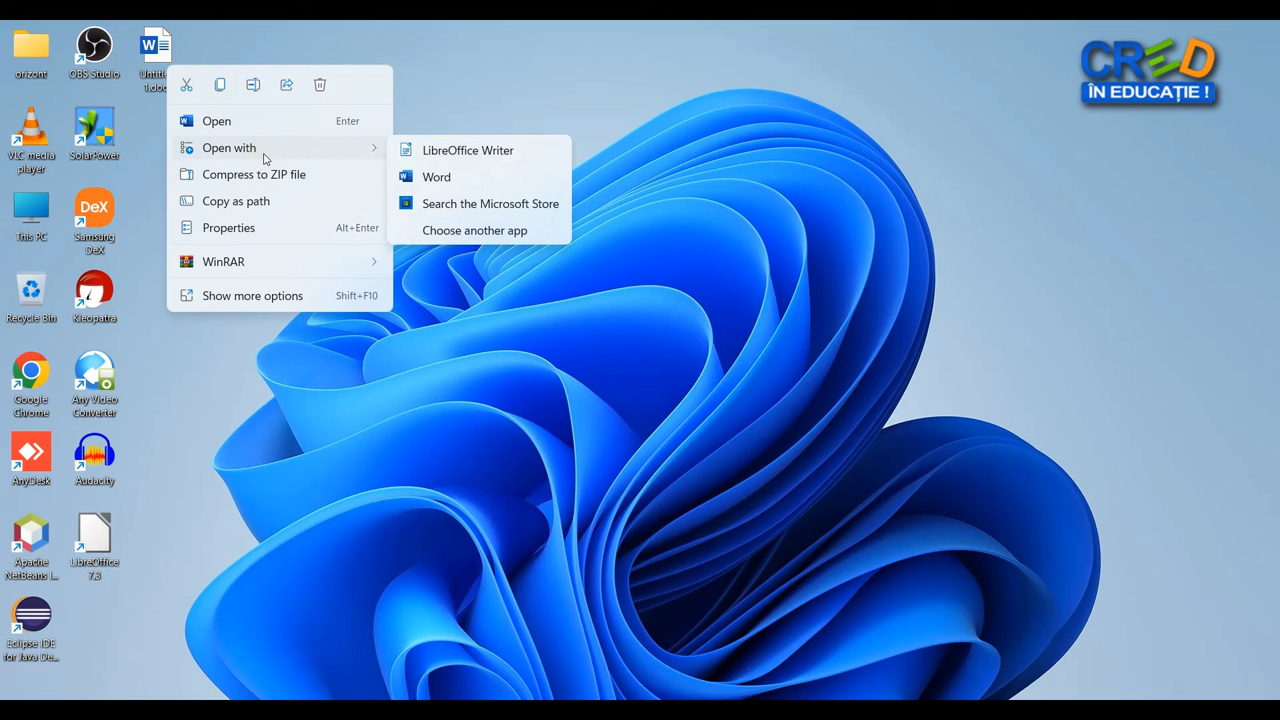 orizont
OBS Studio
1.doc
VLC media
player
SolarPower
This PC
Samsung
DeX
DeX
Recycle Bin
Kleopatra
Google
Chrome
Any Video
Converter
AnyDesk
Audacity
Apache
NetBeans I...
LibreOffice
7.3
Eclipse IDE
for Java De...
Open Enter
Open with
Compress to ZIP file
Copy as path
Properties Alt+Enter
WinRAR
Show more options Shift+F10
LibreOffice Writer
Word
Search the Microsoft Store
Choose another app
CRED
ÎN EDUCAȚIE !